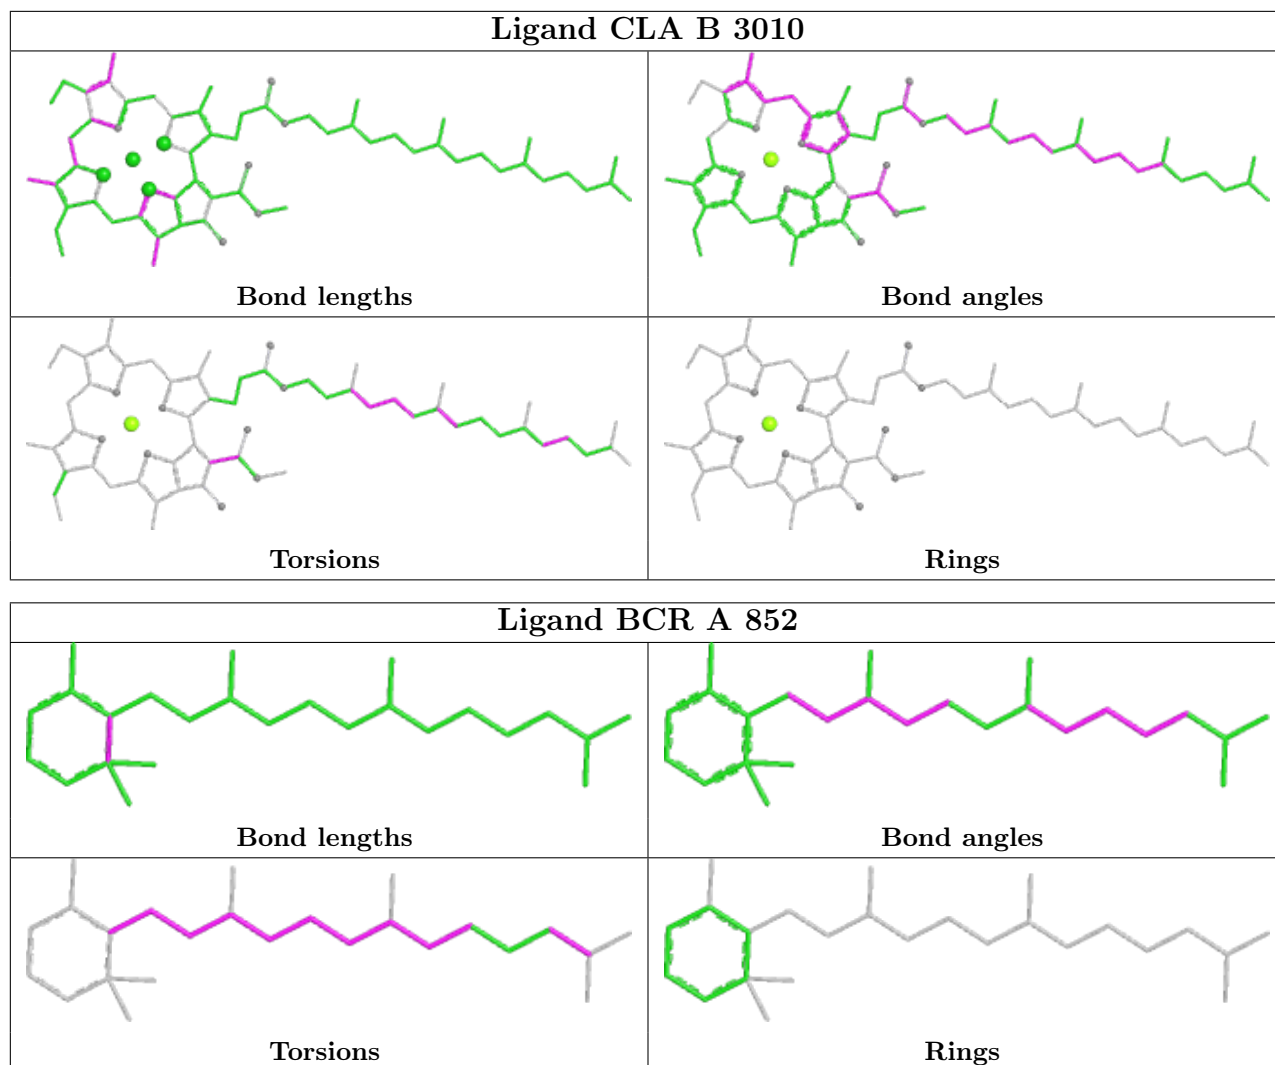 Ligand CLA B 3010
Bond lengths
Bond angles
Torsions
Rings
Ligand BCR A 852
Bond lengths
Bond angles
Torsions
Rings